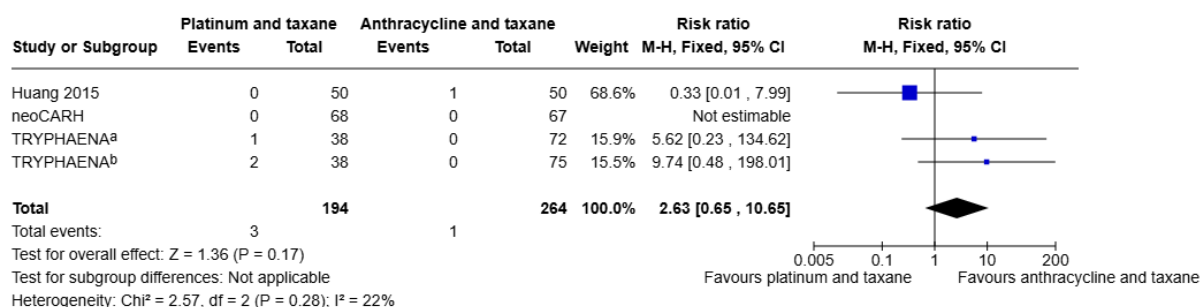 Platinum and taxane Anthracycline and taxane Risk ratio Risk ratio
Study or Subgroup Events Total Events Total Weight M-H, Fixed, 95% CI M-H, Fixed, 95% CI
Huang 2015 0 50 1 50 68.6% 0.33 [0.01 , 7.99]
neoCARH 0 68 0 67 Not estimable
TRYPHAENAᵃ 1 38 0 72 15.9% 5.62 [0.23 , 134.62]
TRYPHAENAᵇ 2 38 0 75 15.5% 9.74 [0.48 , 198.01]
Total 194 264 100.0% 2.63 [0.65 , 10.65]
Total events: 3 1
Test for overall effect: Z = 1.36 (P = 0.17)
0.005 0.1 1 10 200
Test for subgroup differences: Not applicable
Favours platinum and taxane Favours anthracycline and taxane
Heterogeneity: Chi² = 2.57, df = 2 (P = 0.28); I² = 22%